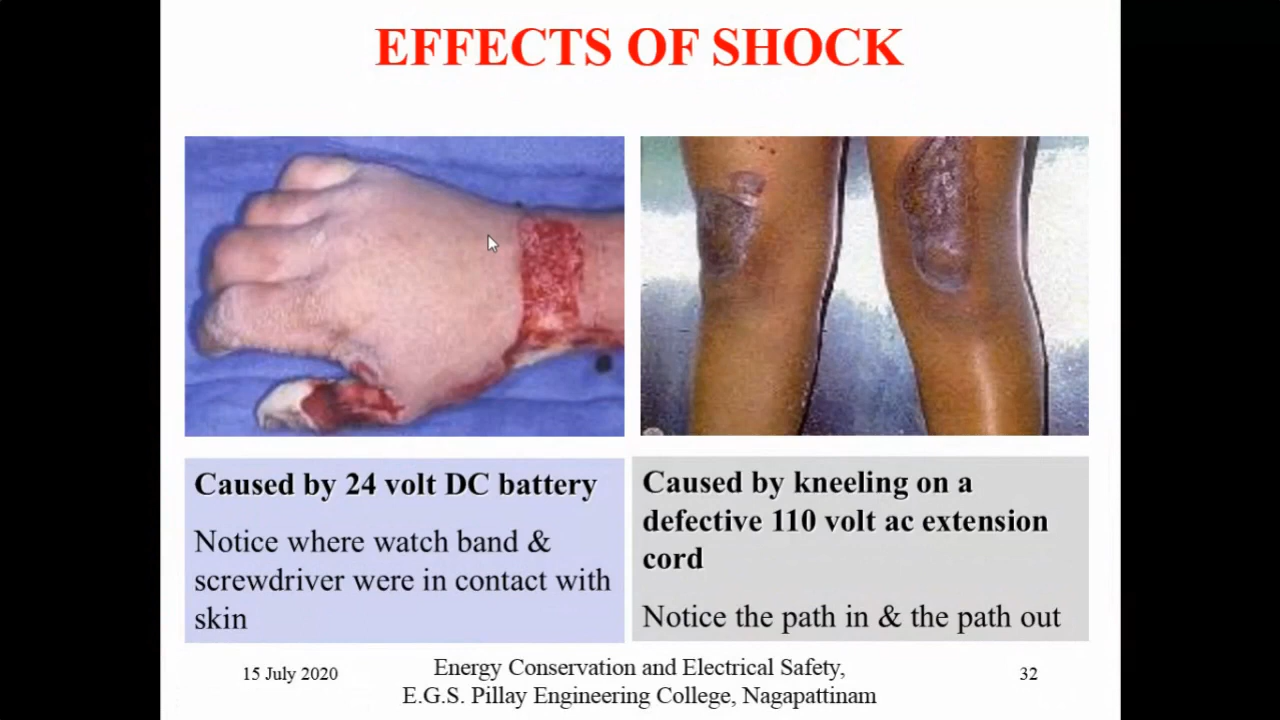 EFFECTS OF SHOCK
Caused by 24 volt DC battery
Notice where watch band &
screwdriver were in contact with
skin
Caused by kneeling on a
defective 110 volt ac extension
cord
Notice the path in & the path out
15 July 2020
Energy Conservation and Electrical Safety,
E.G.S. Pillay Engineering College, Nagapattinam
32